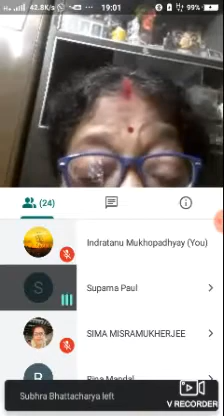 42.8K/s 19:01 99%
(24)
Indratanu Mukhopadhyay (You)
S
Suparna Paul
SIMA MISRAMUKHERJEE
Rina Mandal
Subhra Bhattacharya left
V RECORDER